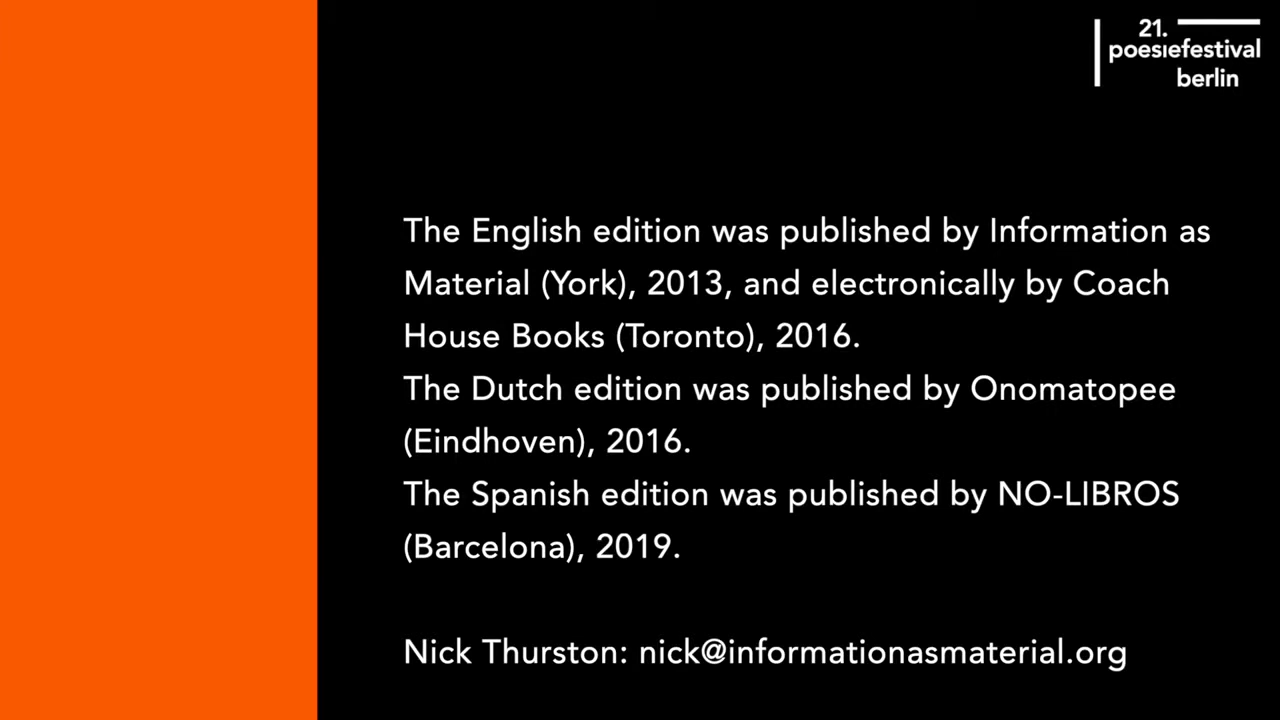 21.
poesiefestival
berlin
The English edition was published by Information as
Material (York), 2013, and electronically by Coach
House Books (Toronto), 2016.
The Dutch edition was published by Onomatopee
(Eindhoven), 2016.
The Spanish edition was published by NO-LIBROS
(Barcelona), 2019.
Nick Thurston: nick@informationasmaterial.org